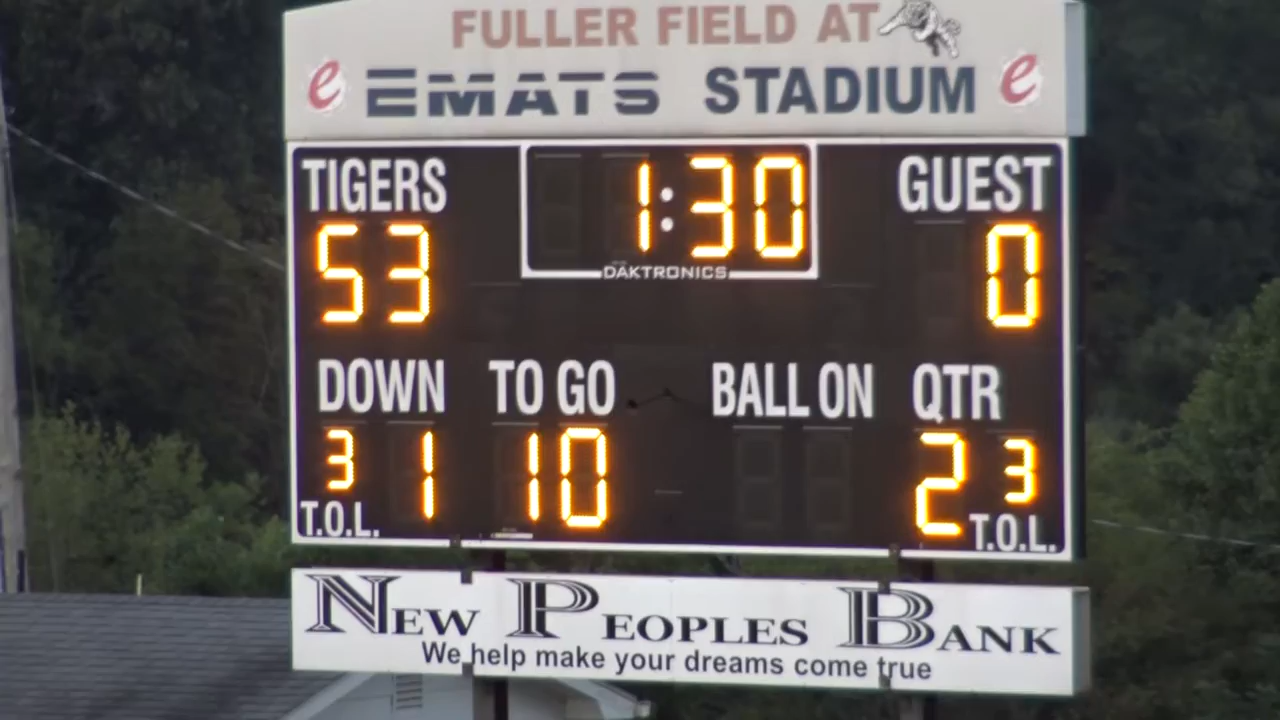 FULLER FIELD AT
e EMATS STADIUM e
TIGERS 1:30 GUEST
53 0
DAKTRONICS
DOWN TO GO BALL ON QTR
3 1 10 2 3
T.O.L. T.O.L.
NEW PEOPLES BANK
We help make your dreams come true